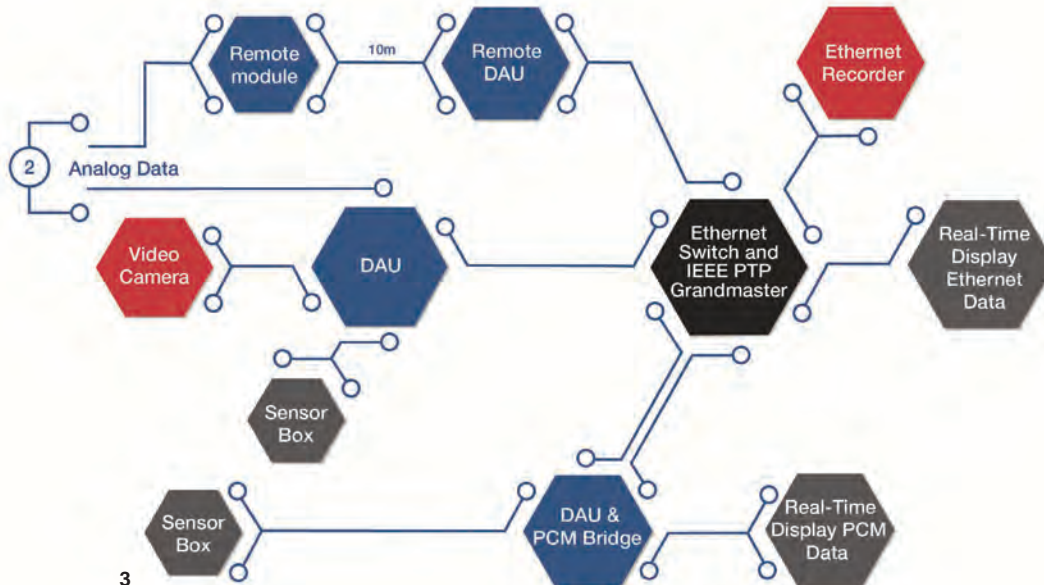 Remote
module
10m
Remote
DAU
Ethernet
Recorder
2
Analog Data
Video
Camera
DAU
Ethernet
Switch and
IEEE PTP
Grandmaster
Real-Time
Display
Ethernet
Data
Sensor
Box
Sensor
Box
DAU &
PCM Bridge
Real-Time
Display PCM
Data
3